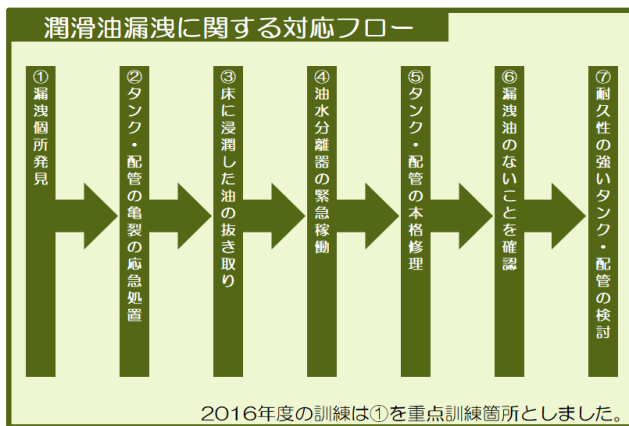 潤滑油漏洩に関する対応フロー
①漏洩個所発見
②タンク・配管の亀裂の応急処置
③床に浸潤した油の抜き取り
④油水分離器の緊急稼働
⑤タンク・配管の本格修理
⑥漏洩油のないことを確認
⑦耐久性の強いタンク・配管の検討
2016年度の訓練は①を重点訓練箇所としました。